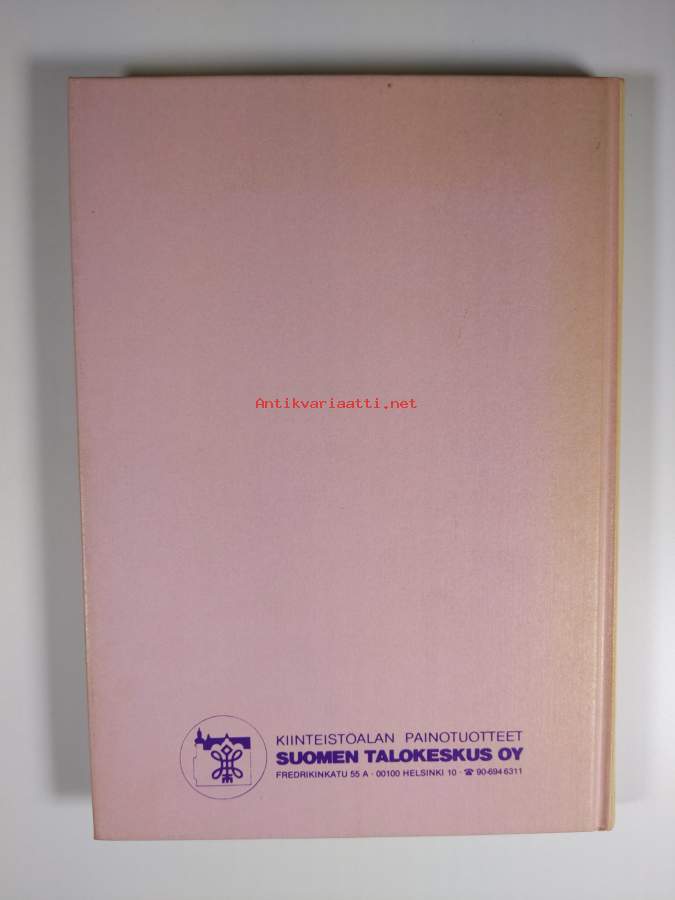 Antikvariaatti.net
KIINTEISTÖALAN PAINOTUOTTEET
SUOMEN TALOKESKUS OY
FREDRIKINKATU 55 A · 00100 HELSINKI 10 · ☎ 90-694 6311